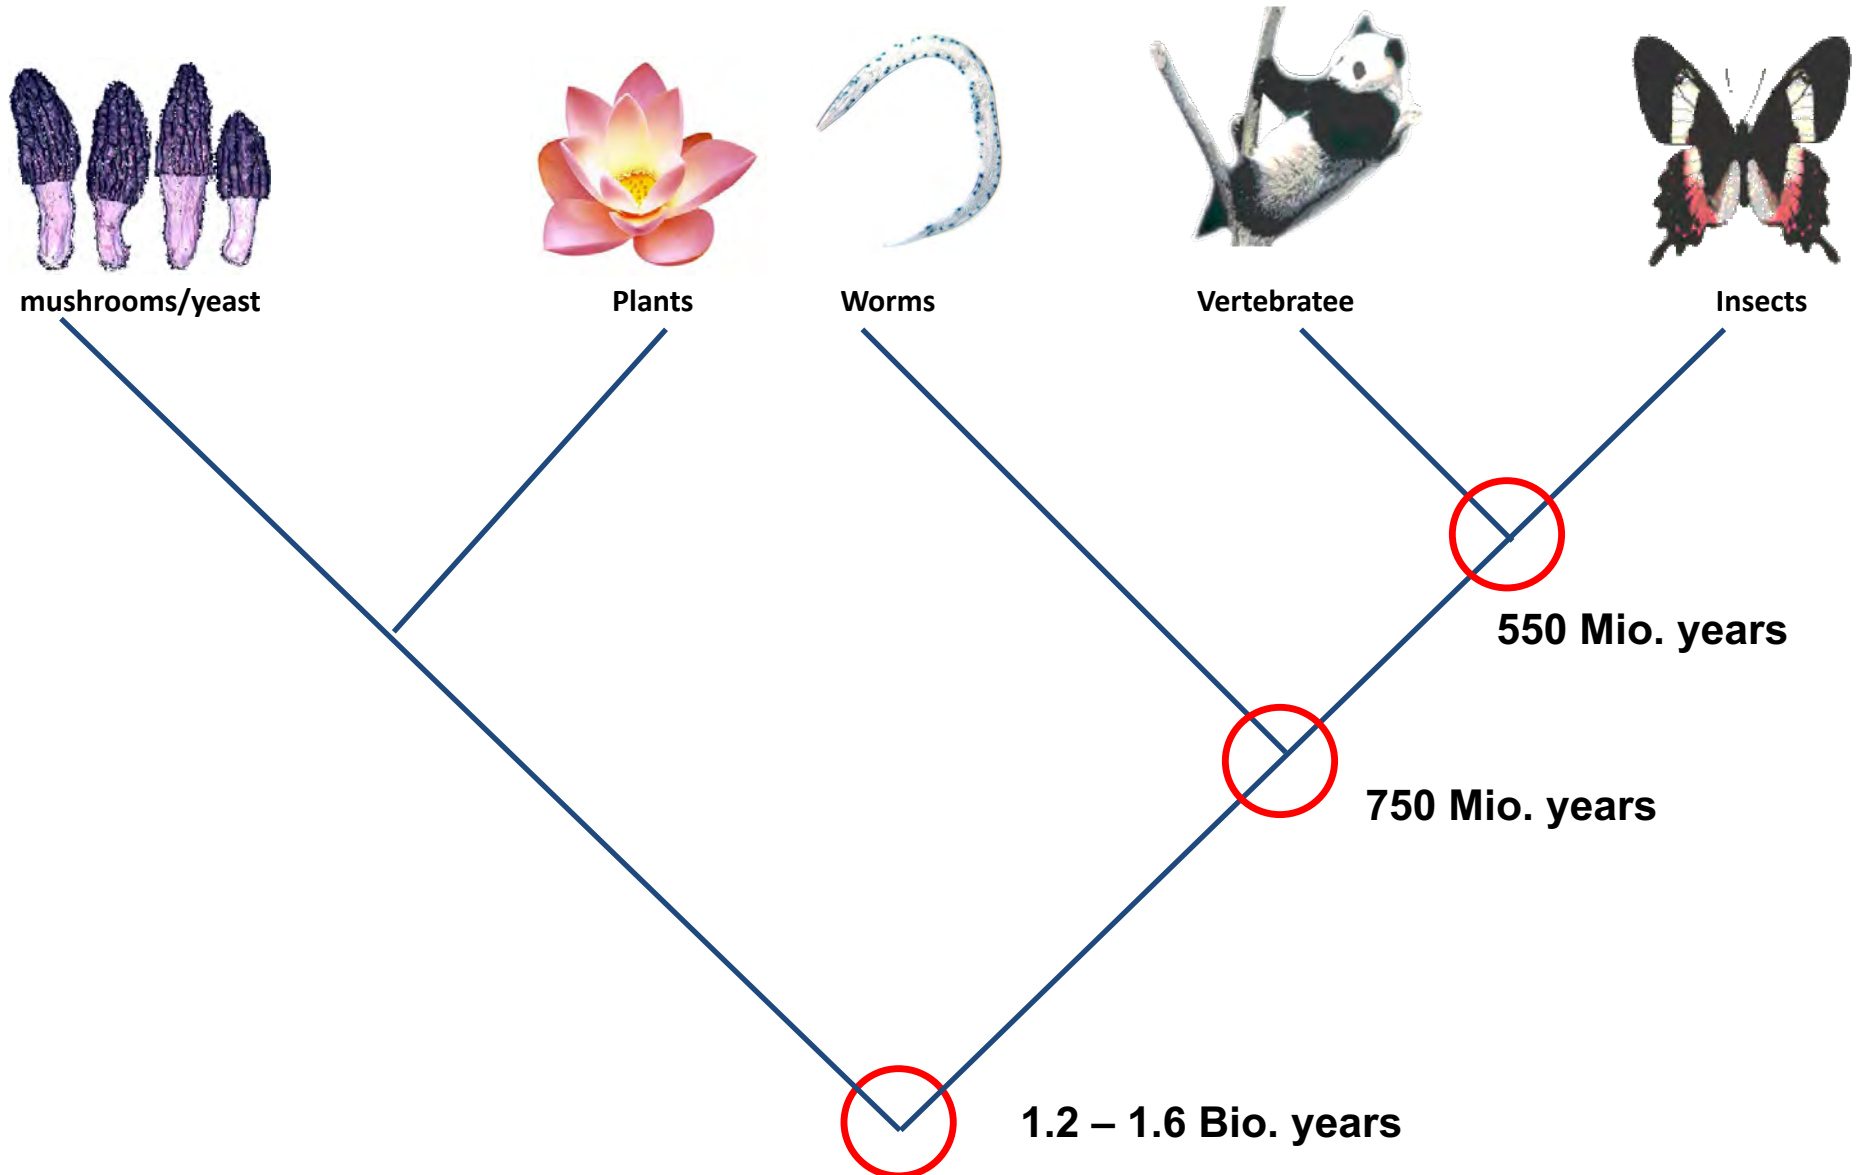 mushrooms/yeast
Plants
Worms
Vertebratee
Insects
550 Mio. years
750 Mio. years
1.2 – 1.6 Bio. years